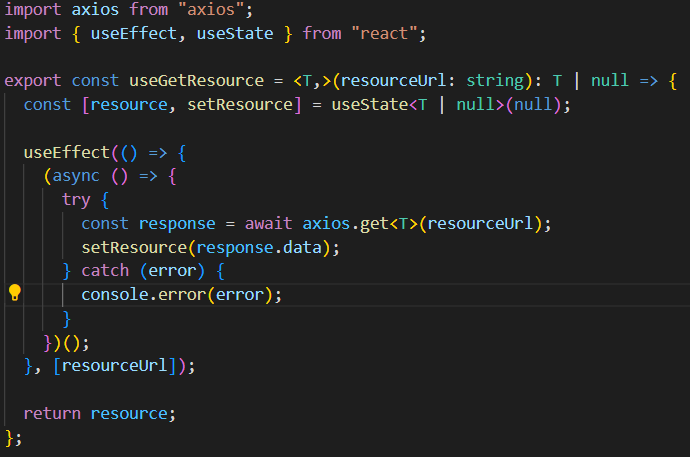 import axios from "axios";
import { useEffect, useState } from "react";
export const useGetResource = <T,>(resourceUrl: string): T | null => {
  const [resource, setResource] = useState<T | null>(null);
  useEffect(() => {
    (async () => {
      try {
        const response = await axios.get<T>(resourceUrl);
        setResource(response.data);
      } catch (error) {
        console.error(error);
      }
    })();
  }, [resourceUrl]);
  return resource;
};